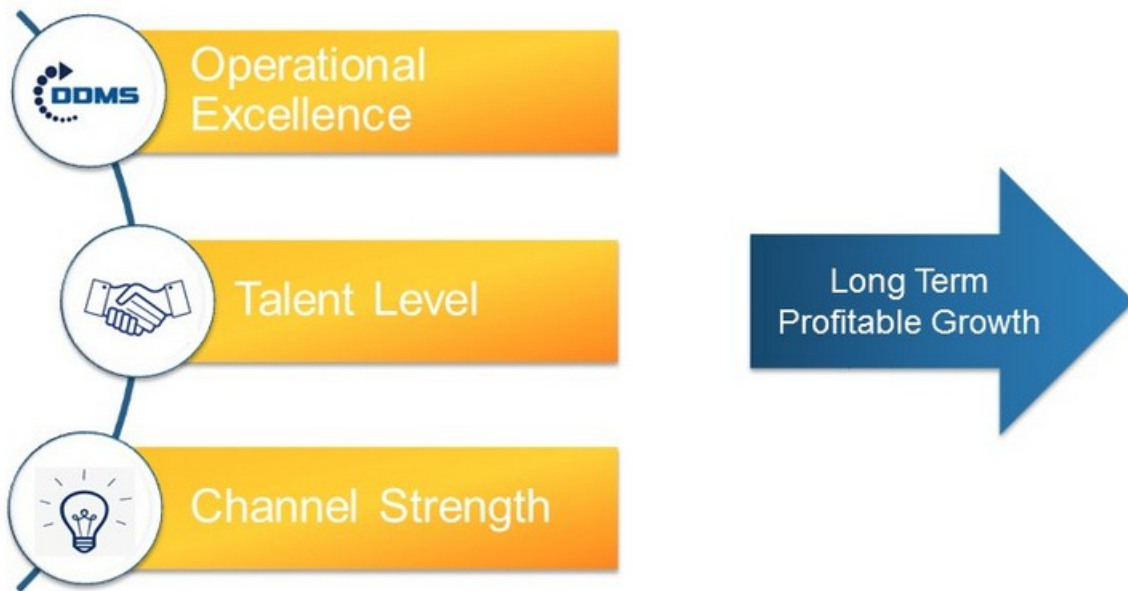 DDMS
Operational
Excellence
Talent Level
Long Term
Profitable Growth
Channel Strength